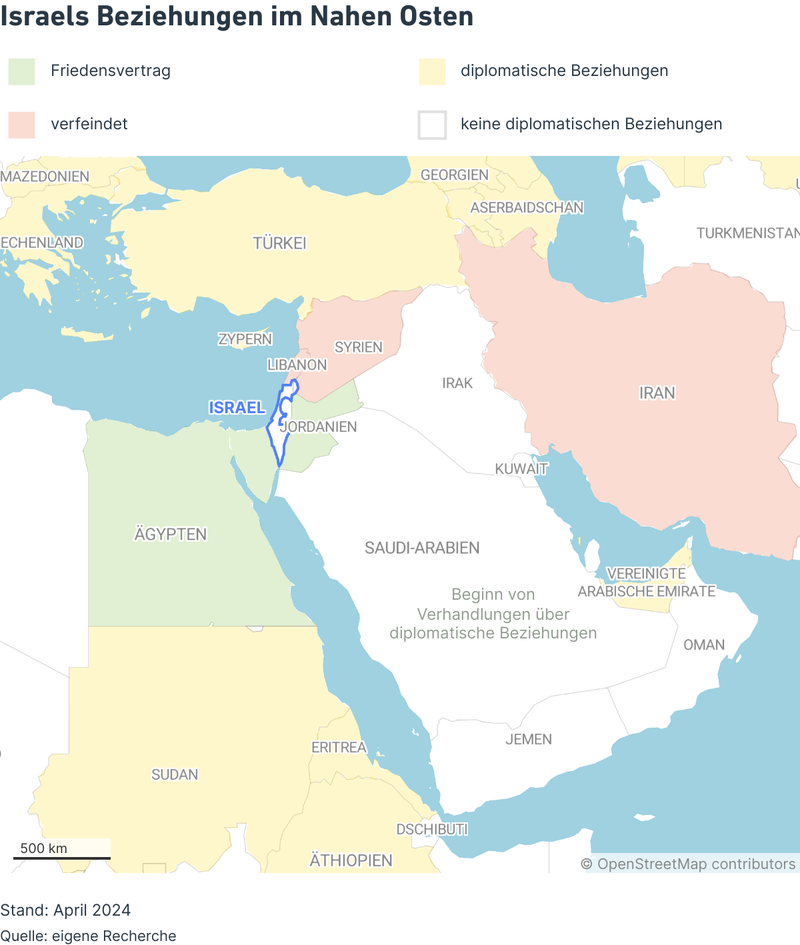 Israels Beziehungen im Nahen Osten
Friedensvertrag
diplomatische Beziehungen
verfeindet
keine diplomatischen Beziehungen
MAZEDONIEN
GEORGIEN
ASERBAIDSCHAN
ECHENLAND
TÜRKEI
TURKMENISTAN
ZYPERN
SYRIEN
LIBANON
IRAK
IRAN
ISRAEL
JORDANIEN
KUWAIT
ÄGYPTEN
SAUDI-ARABIEN
VEREINIGTE
ARABISCHE EMIRATE
Beginn von
Verhandlungen über
diplomatische Beziehungen
OMAN
JEMEN
ERITREA
SUDAN
DSCHIBUTI
ÄTHIOPIEN
500 km
© OpenStreetMap contributors
Stand: April 2024
Quelle: eigene Recherche